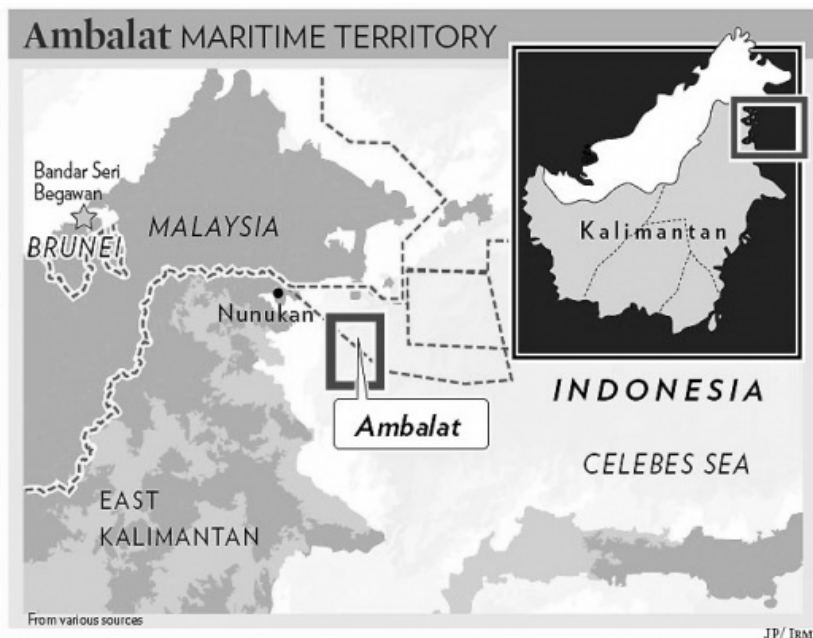 Ambalat MARITIME TERRITORY
Bandar Seri
Begawan
BRUNEI
MALAYSIA
Kalimantan
Nunukan
Ambalat
INDONESIA
CELEBES SEA
EAST
KALIMANTAN
From various sources
JP/ IRM